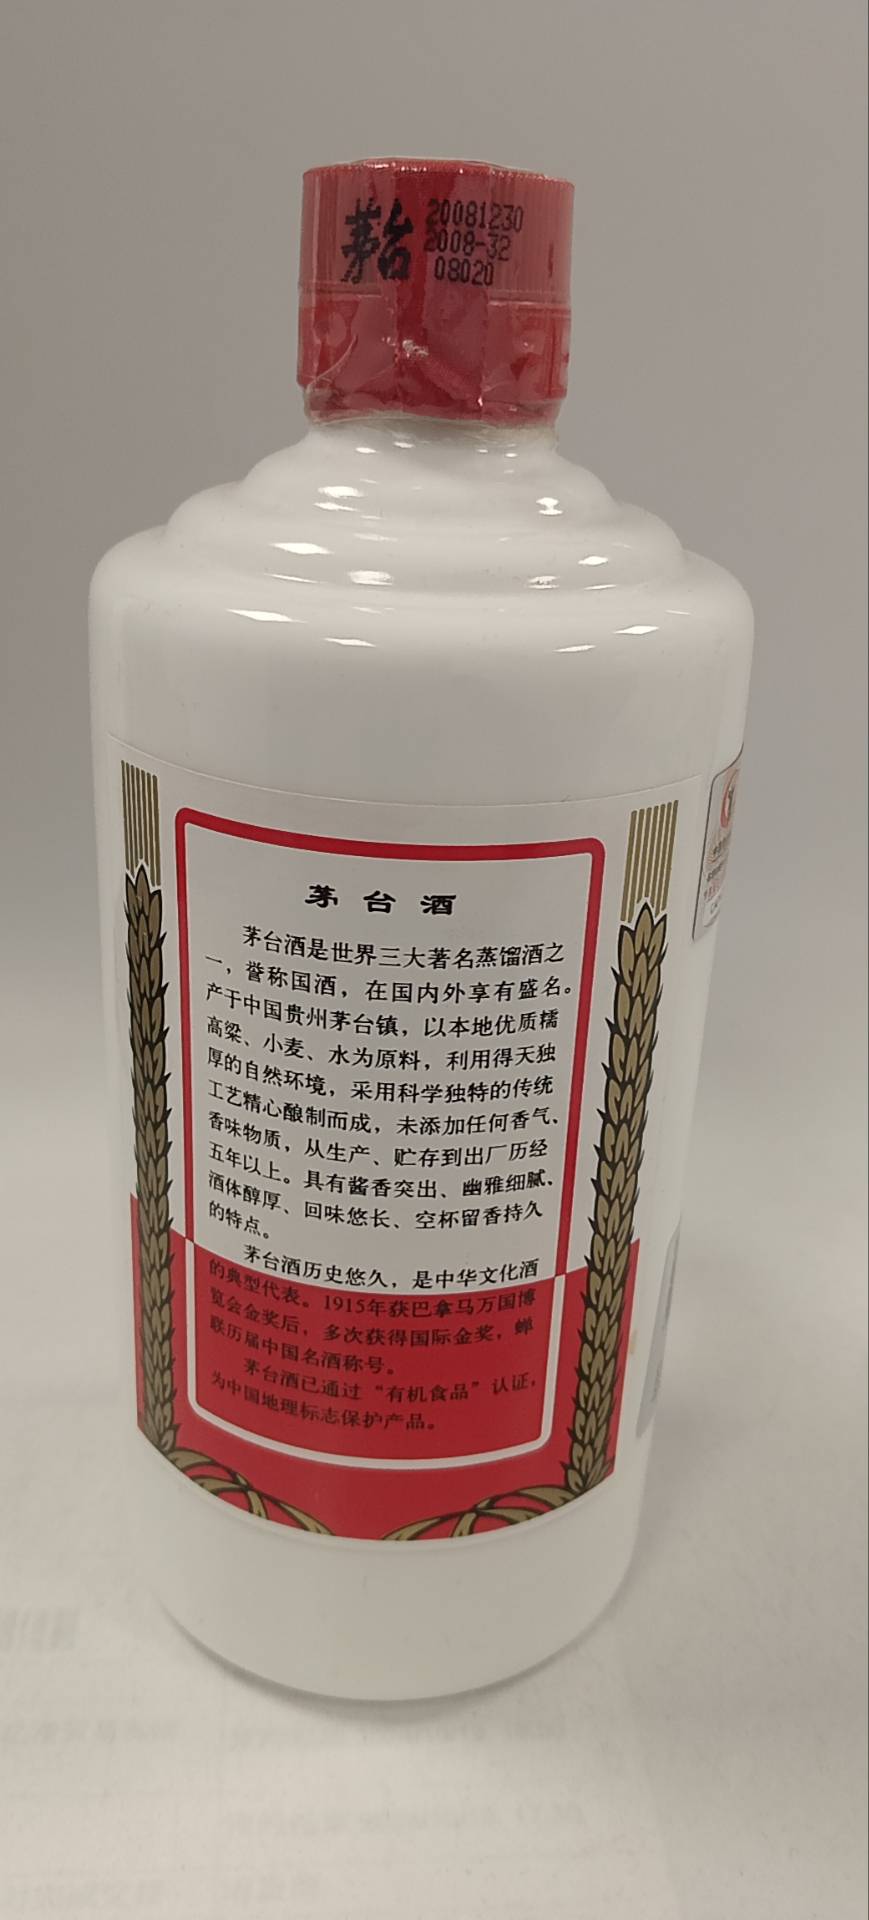 茅台
20081230
2008-32
08020
茅台酒
茅台酒是世界三大著名蒸馏酒之
一，誉称国酒，在国内外享有盛名。
产于中国贵州茅台镇，以本地优质糯
高粱、小麦、水为原料，利用得天独
厚的自然环境，采用科学独特的传统
工艺精心酿制而成，未添加任何香气、
香味物质，从生产、贮存到出厂历经
五年以上。具有酱香突出、幽雅细腻、
酒体醇厚、回味悠长、空杯留香持久
的特点。
茅台酒历史悠久，是中华文化酒
的典型代表。1915年获巴拿马万国博
览会金奖后，多次获得国际金奖，蝉
联历届中国名酒称号。
茅台酒已通过“有机食品”认证，
为中国地理标志保护产品。